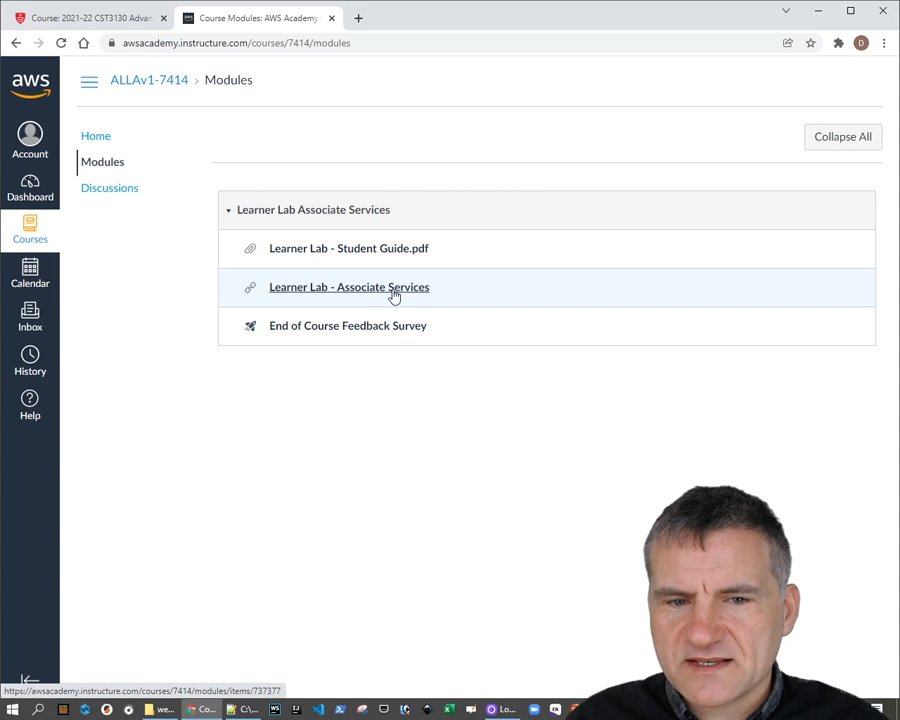 Course: 2021-22 CST3130 Advan
Course Modules: AWS Academy
awsacademy.instructure.com/courses/7414/modules
D
aws
ALLAv1-7414 › Modules
Account
Dashboard
Courses
Calendar
Inbox
History
Help
Home
Modules
Discussions
Collapse All
Learner Lab Associate Services
Learner Lab - Student Guide.pdf
Learner Lab - Associate Services
End of Course Feedback Survey
https://awsacademy.instructure.com/courses/7414/modules/items/737377
we...
Co...
C:\...
Lo...